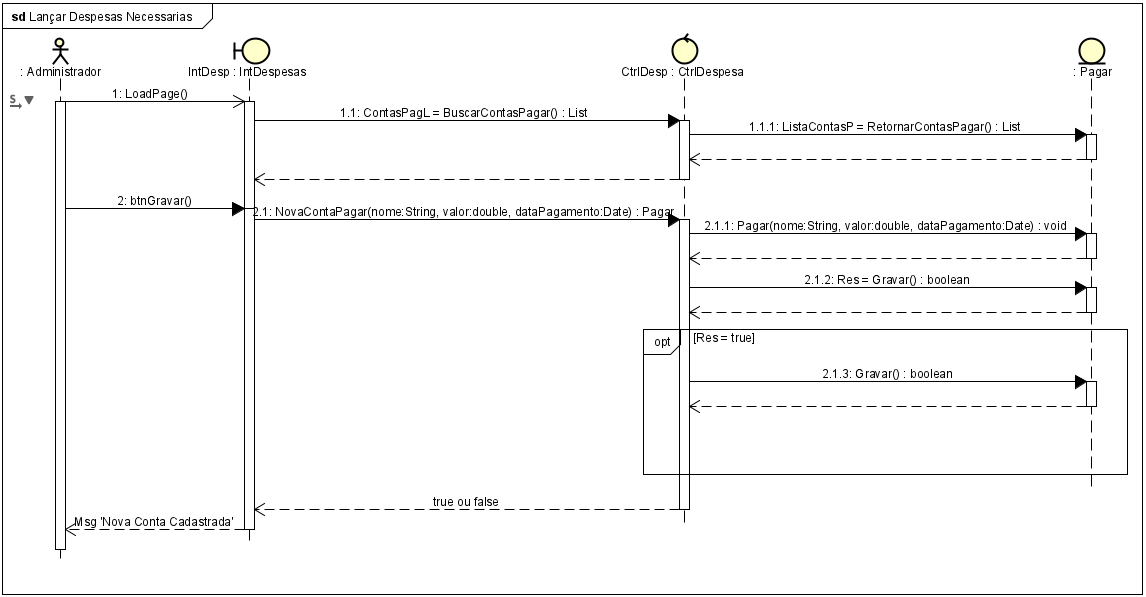 sd Lançar Despesas Necessarias
: Administrador
IntDesp : IntDespesas
CtrlDesp : CtrlDespesa
: Pagar
S
1: LoadPage()
1.1: ContasPagL = BuscarContasPagar() : List
1.1.1: ListaContasP = RetornarContasPagar() : List
2: btnGravar()
2.1: NovaContaPagar(nome:String, valor:double, dataPagamento:Date) : Pagar
2.1.1: Pagar(nome:String, valor:double, dataPagamento:Date) : void
2.1.2: Res = Gravar() : boolean
opt [Res = true]
2.1.3: Gravar() : boolean
true ou false
Msg 'Nova Conta Cadastrada'